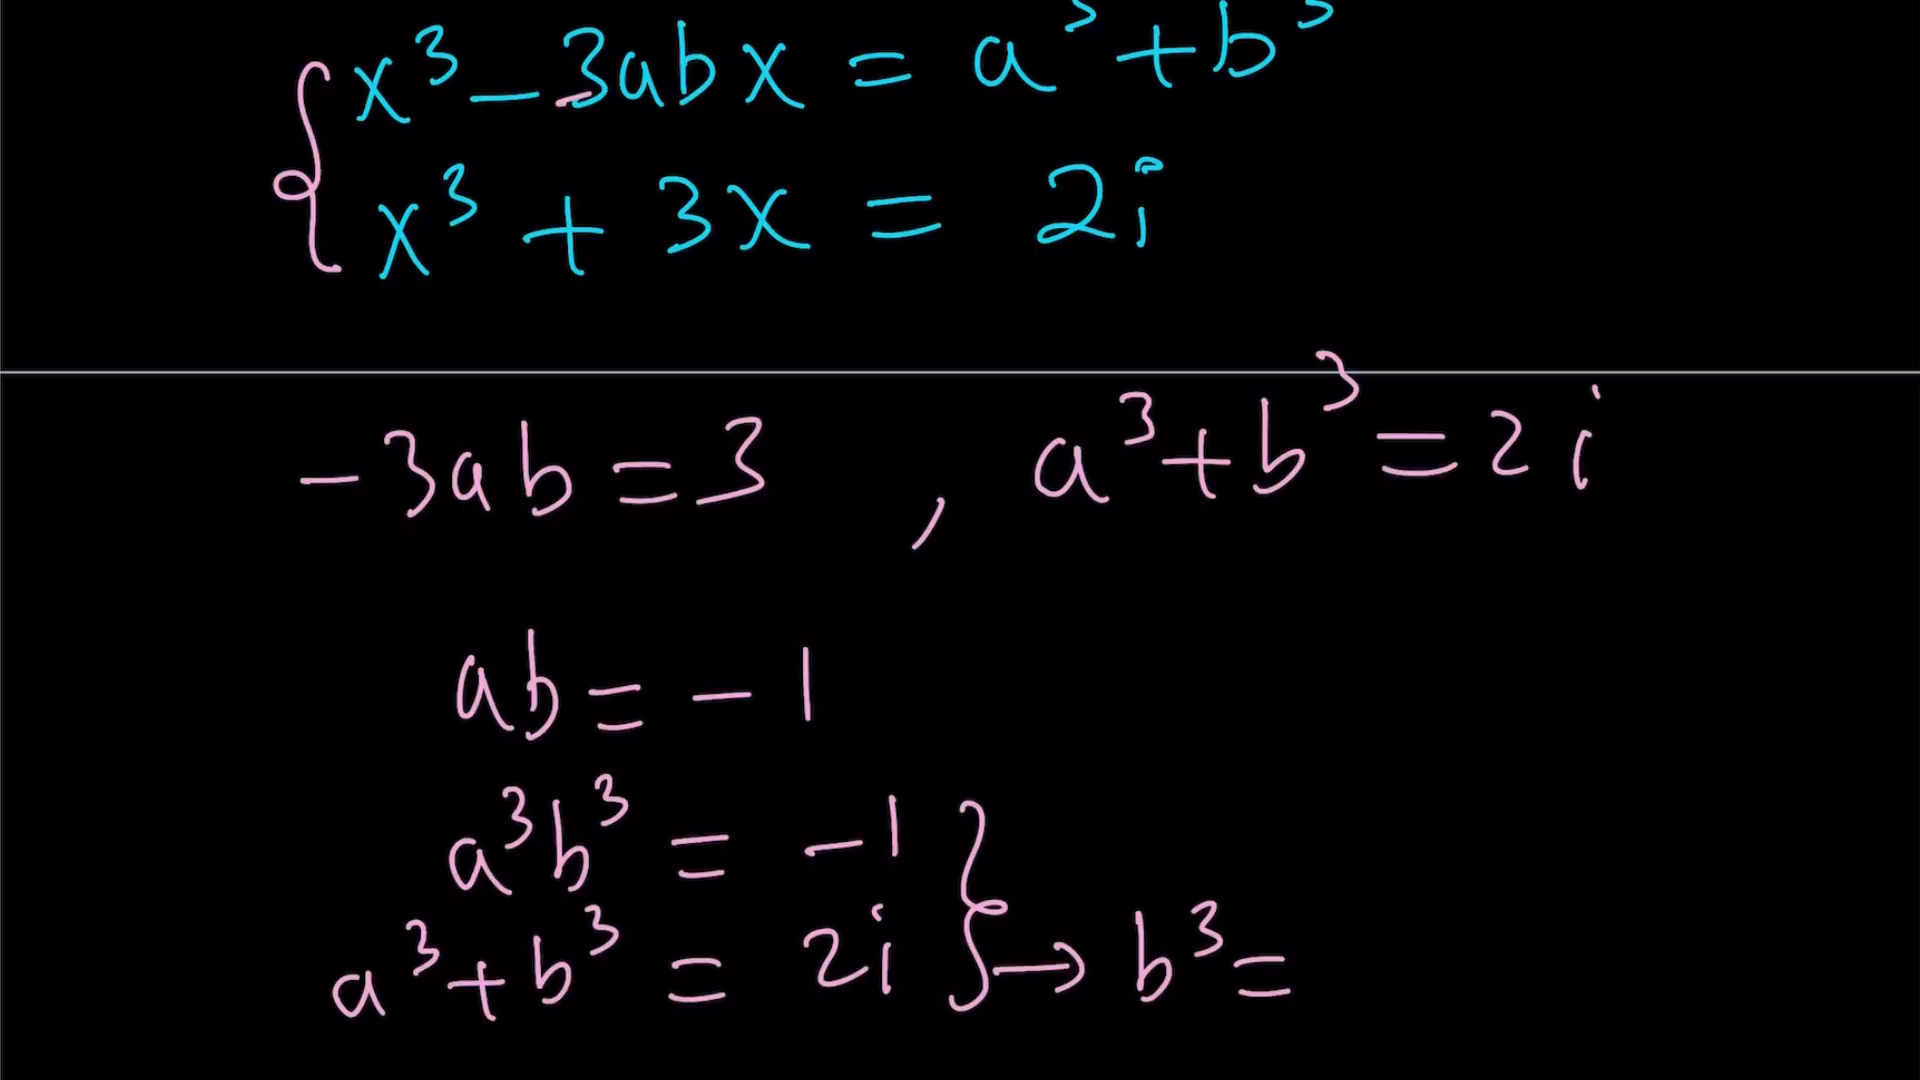 x³ - 3abx = a³ + b³
x³ + 3x = 2i
-3ab = 3 , a³ + b³ = 2i
ab = -1
a³b³ = -1
a³ + b³ = 2i → b³ =